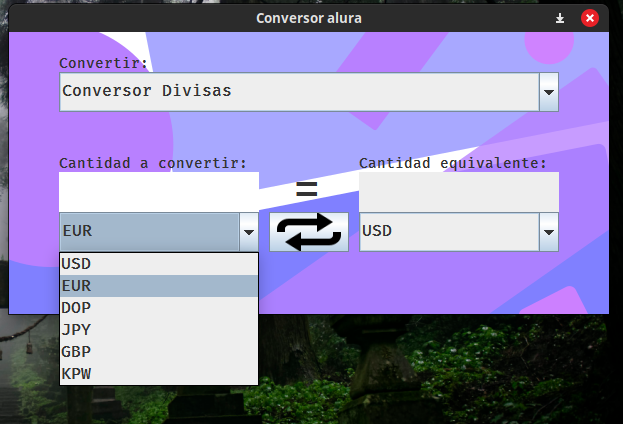 Conversor alura
Convertir:
Conversor Divisas
Cantidad a convertir:
Cantidad equivalente:
=
EUR
USD
USD
EUR
DOP
JPY
GBP
KPW